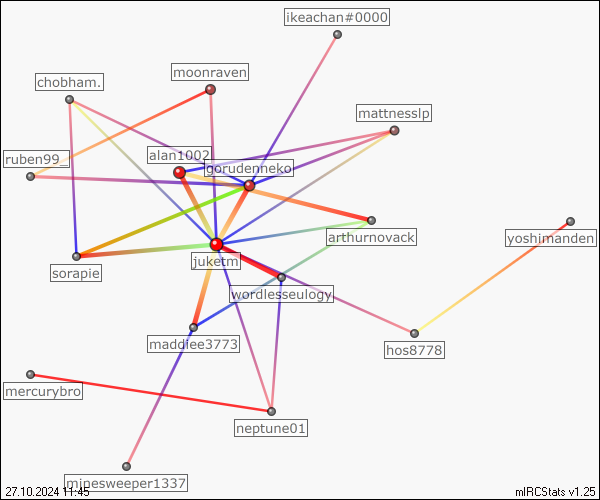 ikeachan#0000
moonraven
chobham.
mattnesslp
alan1002
ruben99_
gorudenneko
arthurnovack
yoshimanden
juketm
sorapie
wordlesseulogy
maddiee3773
hos8778
mercurybro
neptune01
minesweeper1337
27.10.2024 11:45
mIRCStats v1.25